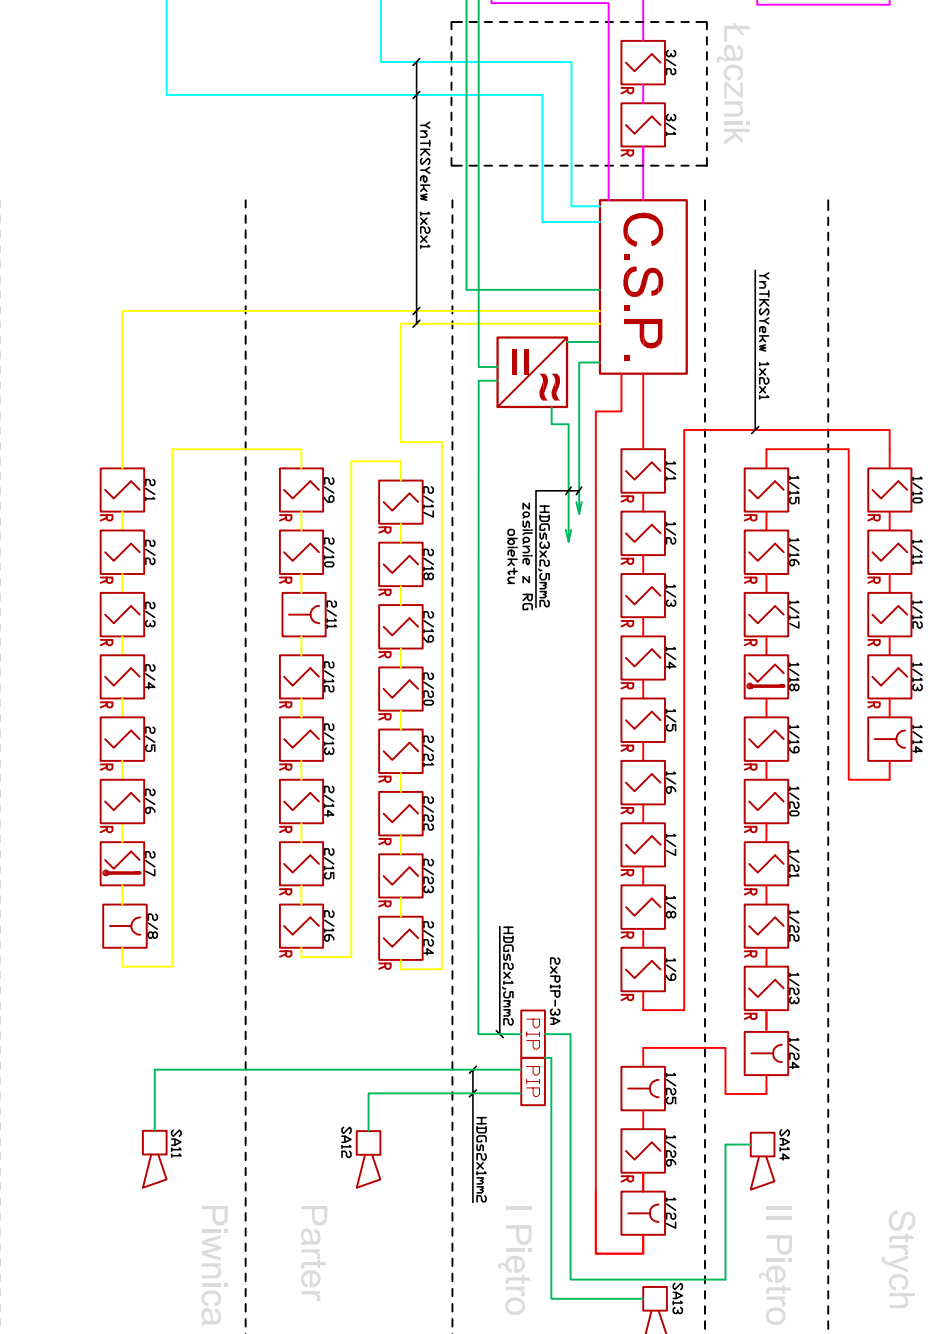 Strych
1/10
1/11
1/12
1/13
1/14
R
R
R
R
YnTKSYekw 1x2x1
II Piętro
1/15
1/16
1/17
1/18
1/19
1/20
1/21
1/22
1/23
1/24
R
R
R
R
R
R
R
R
SA14
Łącznik
3/2
3/1
R
R
C.S.P.
I Piętro
1/1
1/2
1/3
1/4
1/5
1/6
1/7
1/8
1/9
R
R
R
R
R
R
R
R
R
1/25
1/26
1/27
R
SA13
HDGs3x2,5mm2
zasilanie z RG
obiektu
2xPIP-3A
PIP
PIP
HDGs2x1,5mm2
HDGs2x1mm2
YnTKSYekw 1x2x1
Parter
2/17
2/18
2/19
2/20
2/21
2/22
2/23
2/24
R
R
R
R
R
R
R
R
2/9
2/10
2/11
2/12
2/13
2/14
2/15
2/16
R
R
R
R
R
R
R
SA12
Piwnica
2/1
2/2
2/3
2/4
2/5
2/6
2/7
2/8
R
R
R
R
R
R
SA11